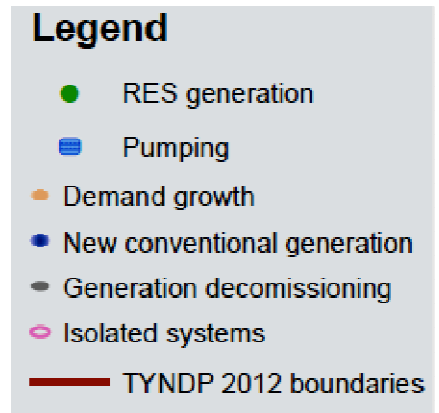 Legend
RES generation
Pumping
Demand growth
New conventional generation
Generation decomissioning
Isolated systems
TYNDP 2012 boundaries